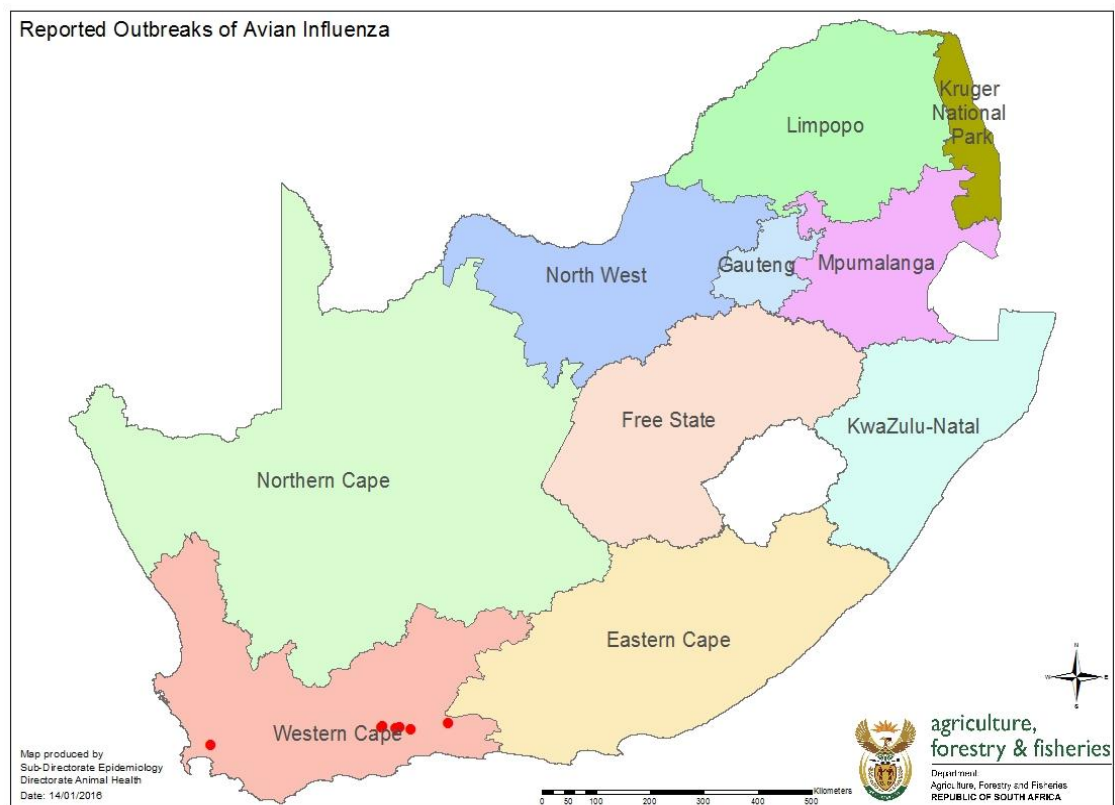 Reported Outbreaks of Avian Influenza
Kruger
National
Park
Limpopo
North West
Gauteng
Mpumalanga
Free State
KwaZulu-Natal
Northern Cape
Eastern Cape
Western Cape
N
W
E
S
Map produced by
Sub-Directorate Epidemiology
Directorate Animal Health
Date: 14/01/2016
Kilometers
0 50 100 200 300 400 500
agriculture,
forestry & fisheries
Department:
Agriculture, Forestry and Fisheries
REPUBLIC OF SOUTH AFRICA